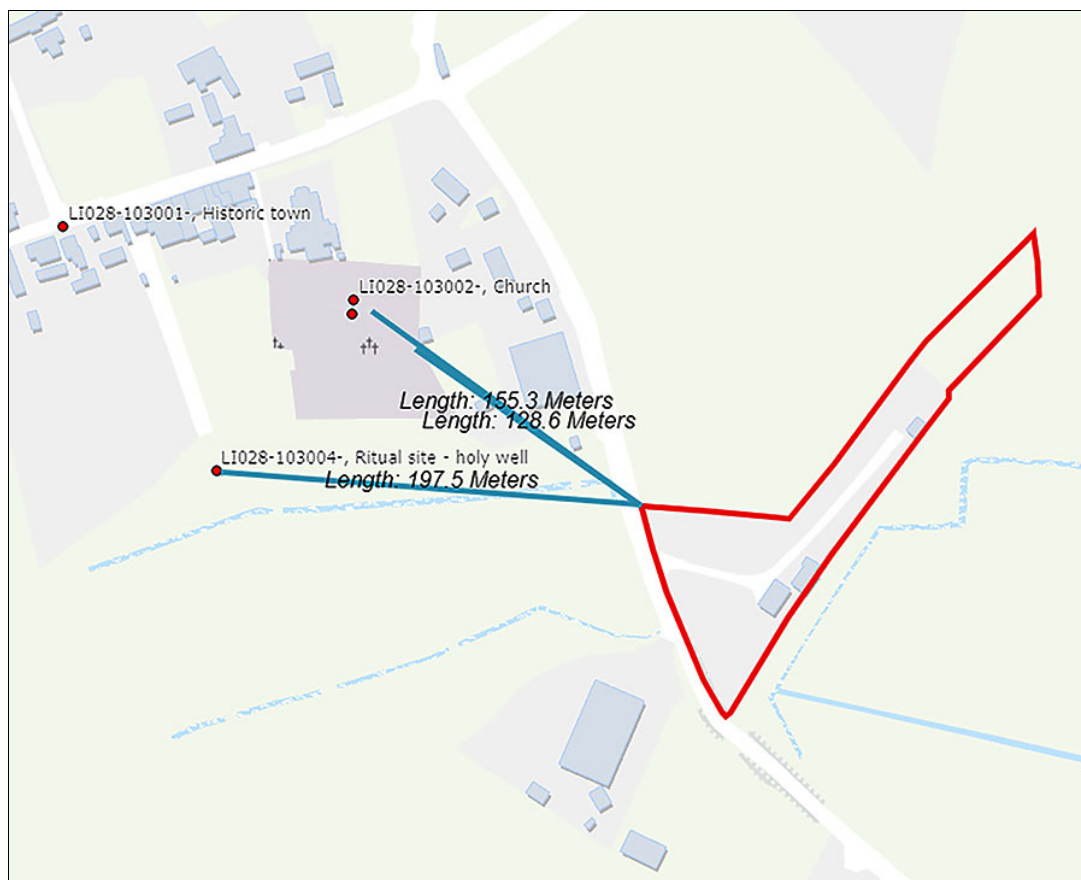 LI028-103001-, Historic town
LI028-103002-, Church
Length: 155.3 Meters
Length: 128.6 Meters
LI028-103004-, Ritual site - holy well
Length: 197.5 Meters